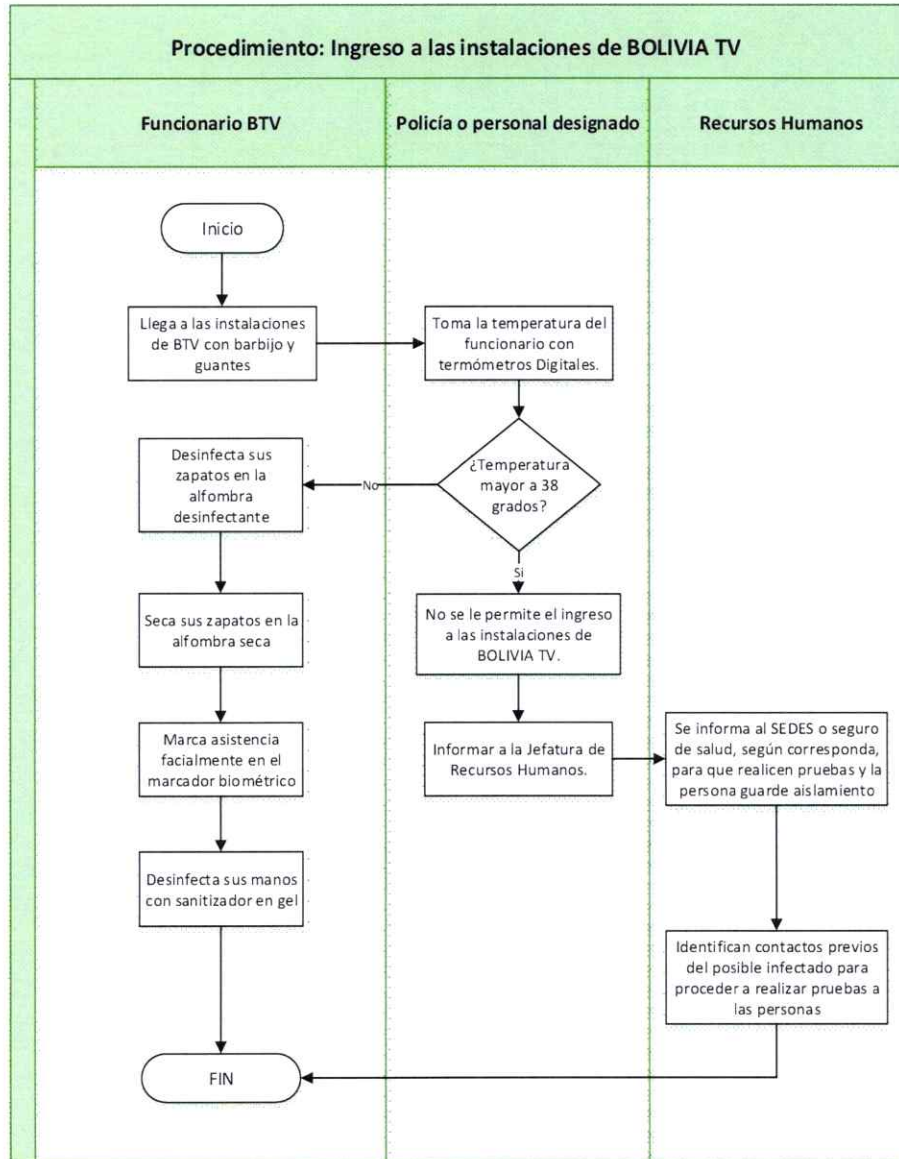 Procedimiento: Ingreso a las instalaciones de BOLIVIA TV
Funcionario BTV
Policía o personal designado
Recursos Humanos
Inicio
Llega a las instalaciones
de BTV con barbijo y
guantes
Toma la temperatura del
funcionario con
termómetros Digitales.
¿Temperatura
mayor a 38
grados?
No
Si
Desinfecta sus
zapatos en la
alfombra
desinfectante
Seca sus zapatos en la
alfombra seca
Marca asistencia
facialmente en el
marcador biométrico
Desinfecta sus manos
con sanitizador en gel
No se le permite el ingreso
a las instalaciones de
BOLIVIA TV.
Informar a la Jefatura de
Recursos Humanos.
Se informa al SEDES o seguro
de salud, según corresponda,
para que realicen pruebas y la
persona guarde aislamiento
Identifican contactos previos
del posible infectado para
proceder a realizar pruebas a
las personas
FIN